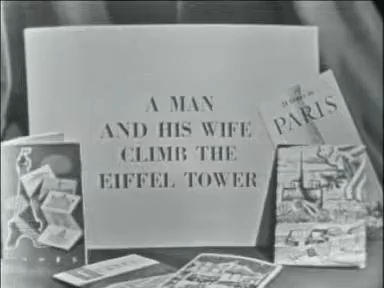 A MAN
AND HIS WIFE
CLIMB THE
EIFFEL TOWER
PARIS